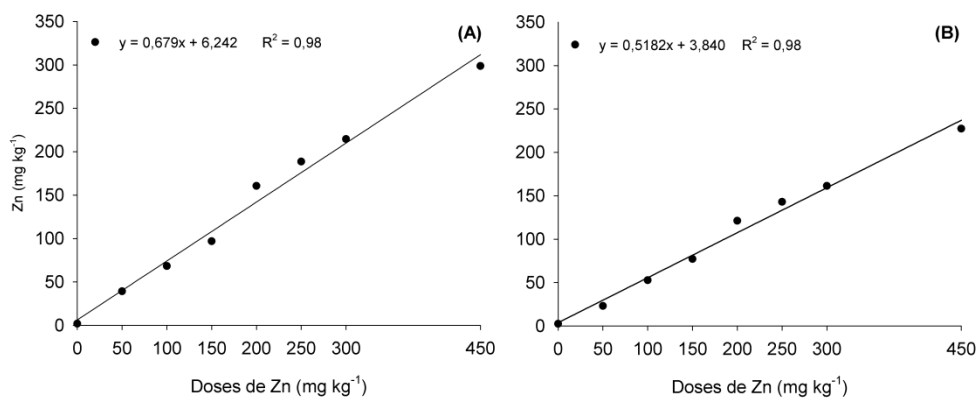 350
300
250
200
150
100
50
0
Zn (mg kg⁻¹)
y = 0,679x + 6,242 R² = 0,98
(A)
0 50 100 150 200 250 300 450
Doses de Zn (mg kg⁻¹)
350
300
250
200
150
100
50
0
y = 0,5182x + 3,840 R² = 0,98
(B)
0 50 100 150 200 250 300 450
Doses de Zn (mg kg⁻¹)